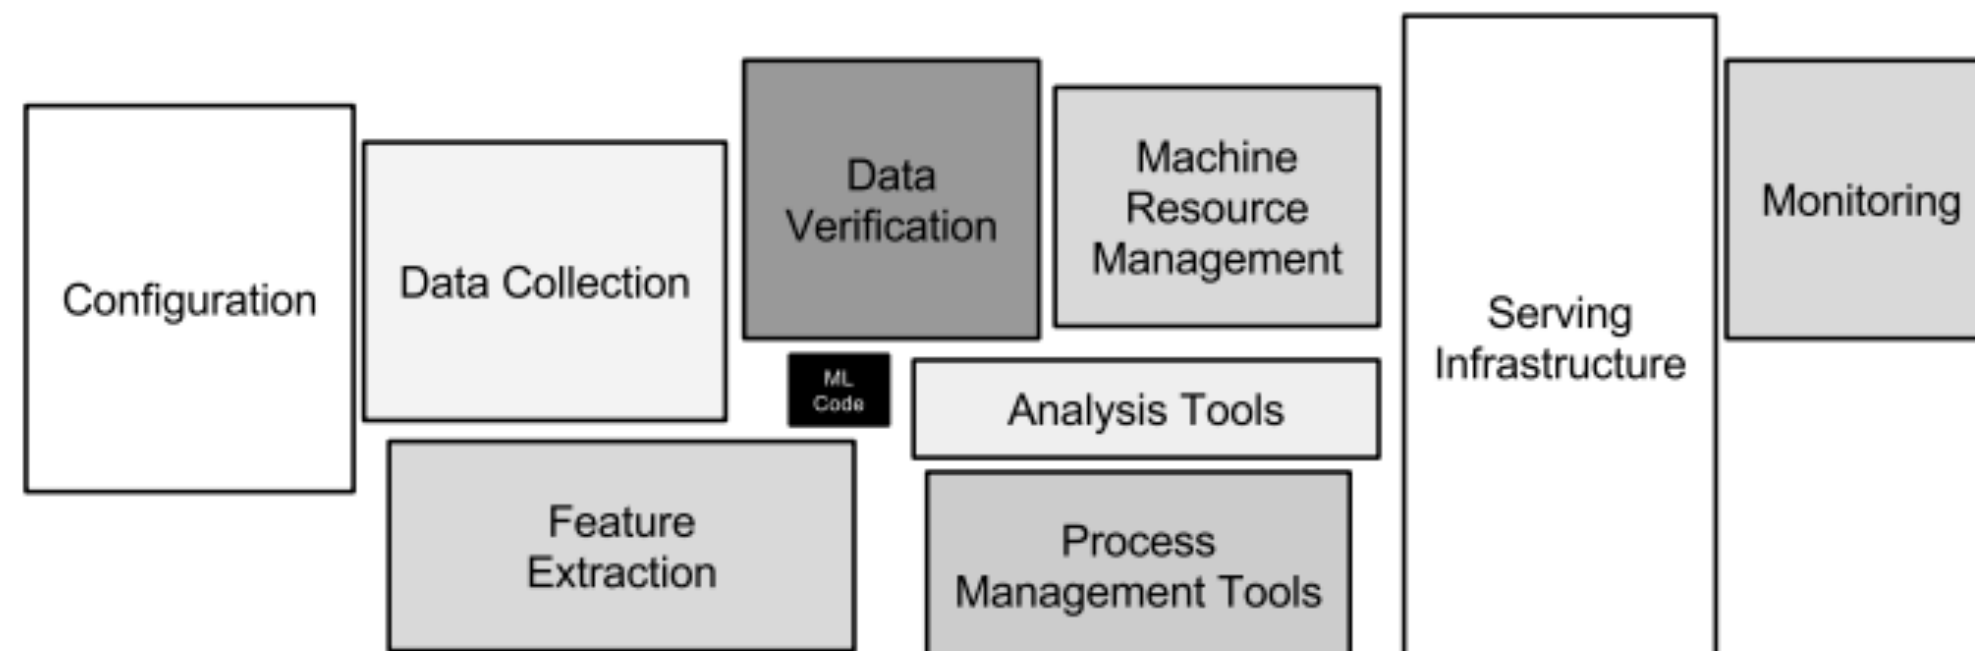 Configuration
Data Collection
Feature
Extraction
Data
Verification
ML
Code
Machine
Resource
Management
Analysis Tools
Process
Management Tools
Serving
Infrastructure
Monitoring